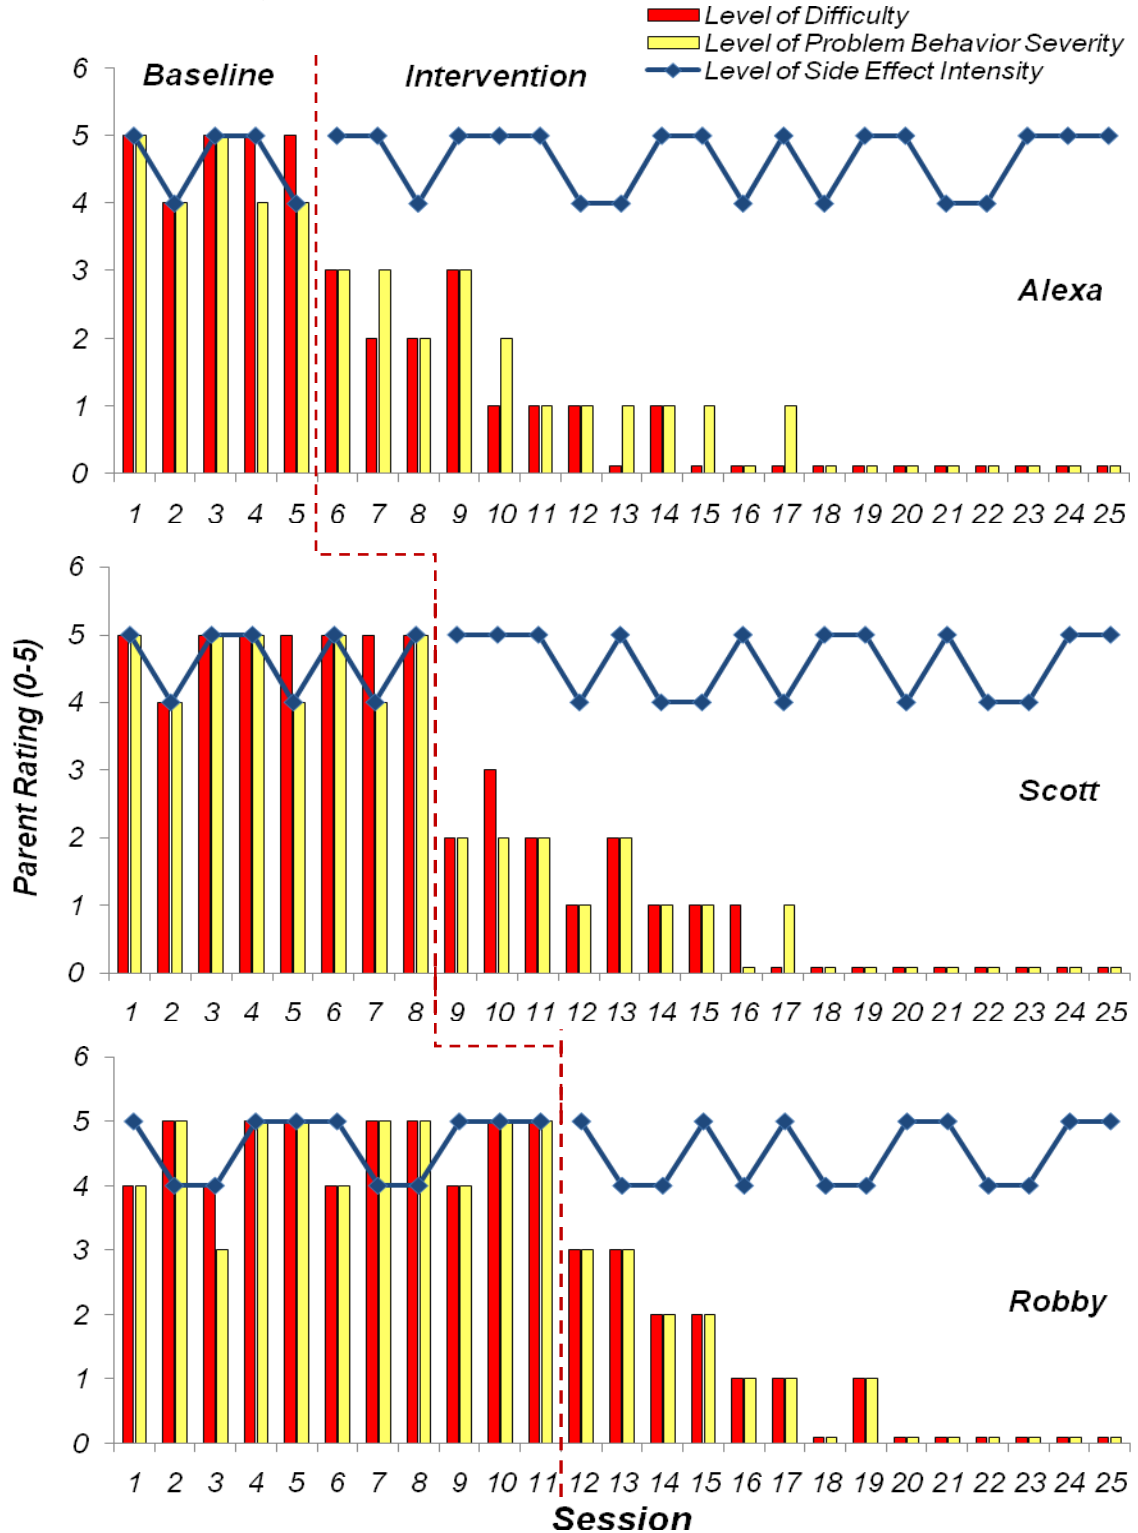 Level of Difficulty
Level of Problem Behavior Severity
Level of Side Effect Intensity
Baseline Intervention
6
5
4
3
2
1
0
Alexa
1 2 3 4 5 6 7 8 9 10 11 12 13 14 15 16 17 18 19 20 21 22 23 24 25
Parent Rating (0-5)
6
5
4
3
2
1
0
Scott
1 2 3 4 5 6 7 8 9 10 11 12 13 14 15 16 17 18 19 20 21 22 23 24 25
6
5
4
3
2
1
0
Robby
1 2 3 4 5 6 7 8 9 10 11 12 13 14 15 16 17 18 19 20 21 22 23 24 25
Session